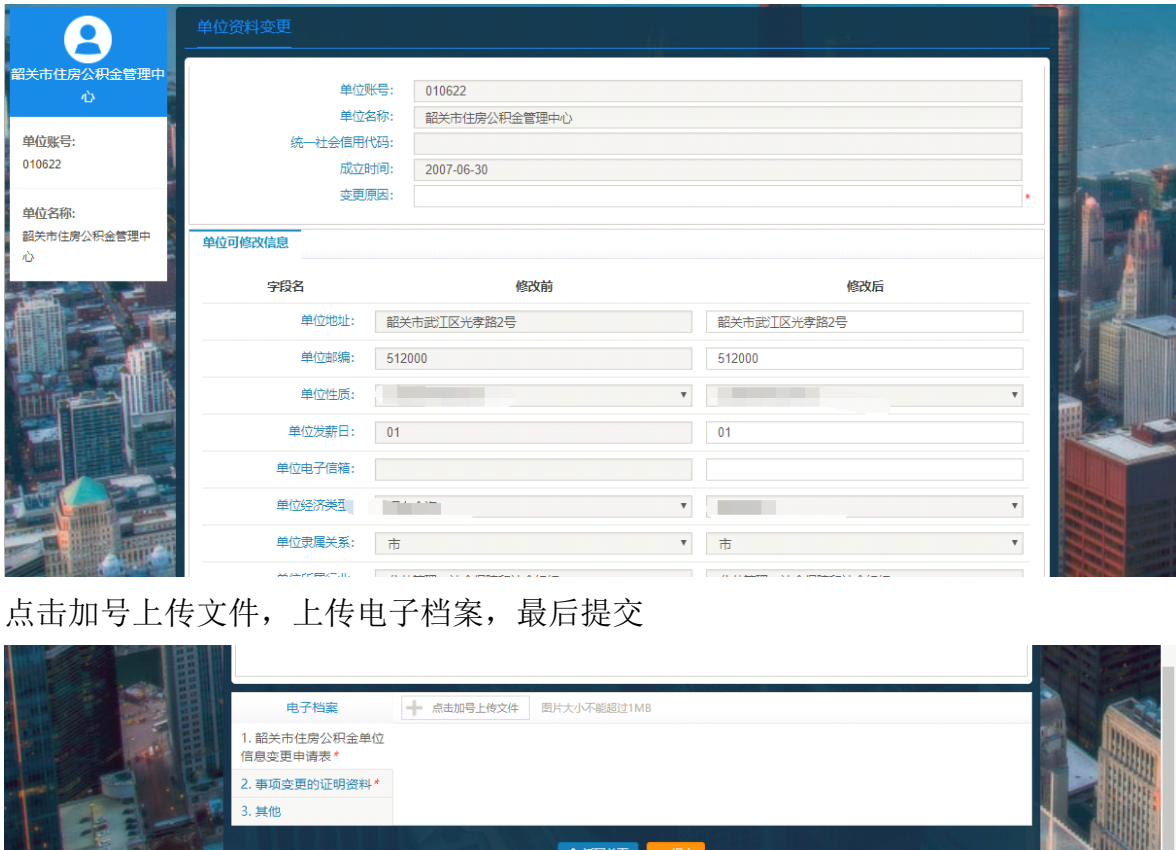 单位资料变更
韶关市住房公积金管理中
心
单位账号:
010622
单位名称:
韶关市住房公积金管理中
心
单位账号: 010622
单位名称: 韶关市住房公积金管理中心
统一社会信用代码:
成立时间: 2007-06-30
变更原因: *
单位可修改信息
字段名 修改前 修改后
单位地址: 韶关市武江区光孝路2号 韶关市武江区光孝路2号
单位邮编: 512000 512000
单位性质:
单位发薪日: 01 01
单位电子信箱:
单位经济类型
单位隶属关系: 市 市
点击加号上传文件，上传电子档案，最后提交
电子档案 点击加号上传文件 图片大小不能超过1MB
1. 韶关市住房公积金单位
信息变更申请表*
2. 事项变更的证明资料*
3. 其他